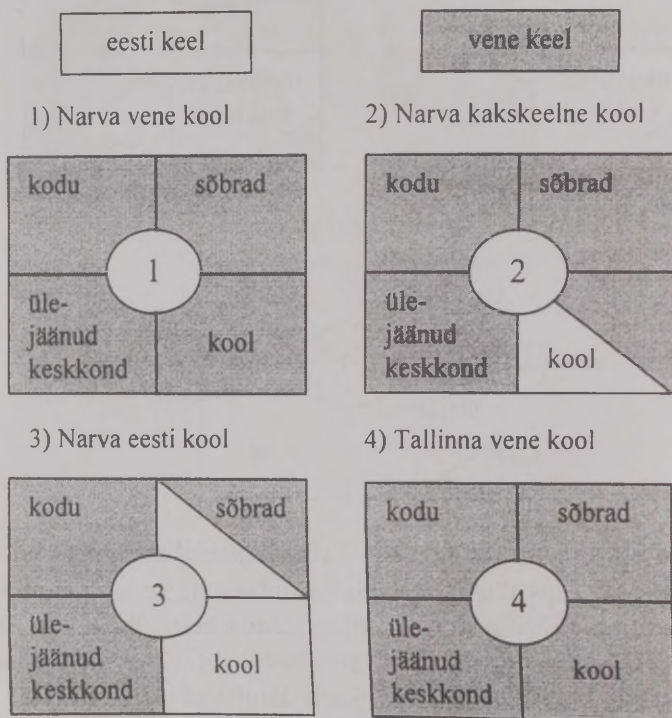 eesti keel
vene keel
1) Narva vene kool
2) Narva kakskeelne kool
kodu
sõbrad
1
üle-
jäänud
keskkond
kool
kodu
sõbrad
2
üle-
jäänud
keskkond
kool
3) Narva eesti kool
4) Tallinna vene kool
kodu
sõbrad
3
üle-
jäänud
keskkond
kool
kodu
sõbrad
4
üle-
jäänud
keskkond
kool